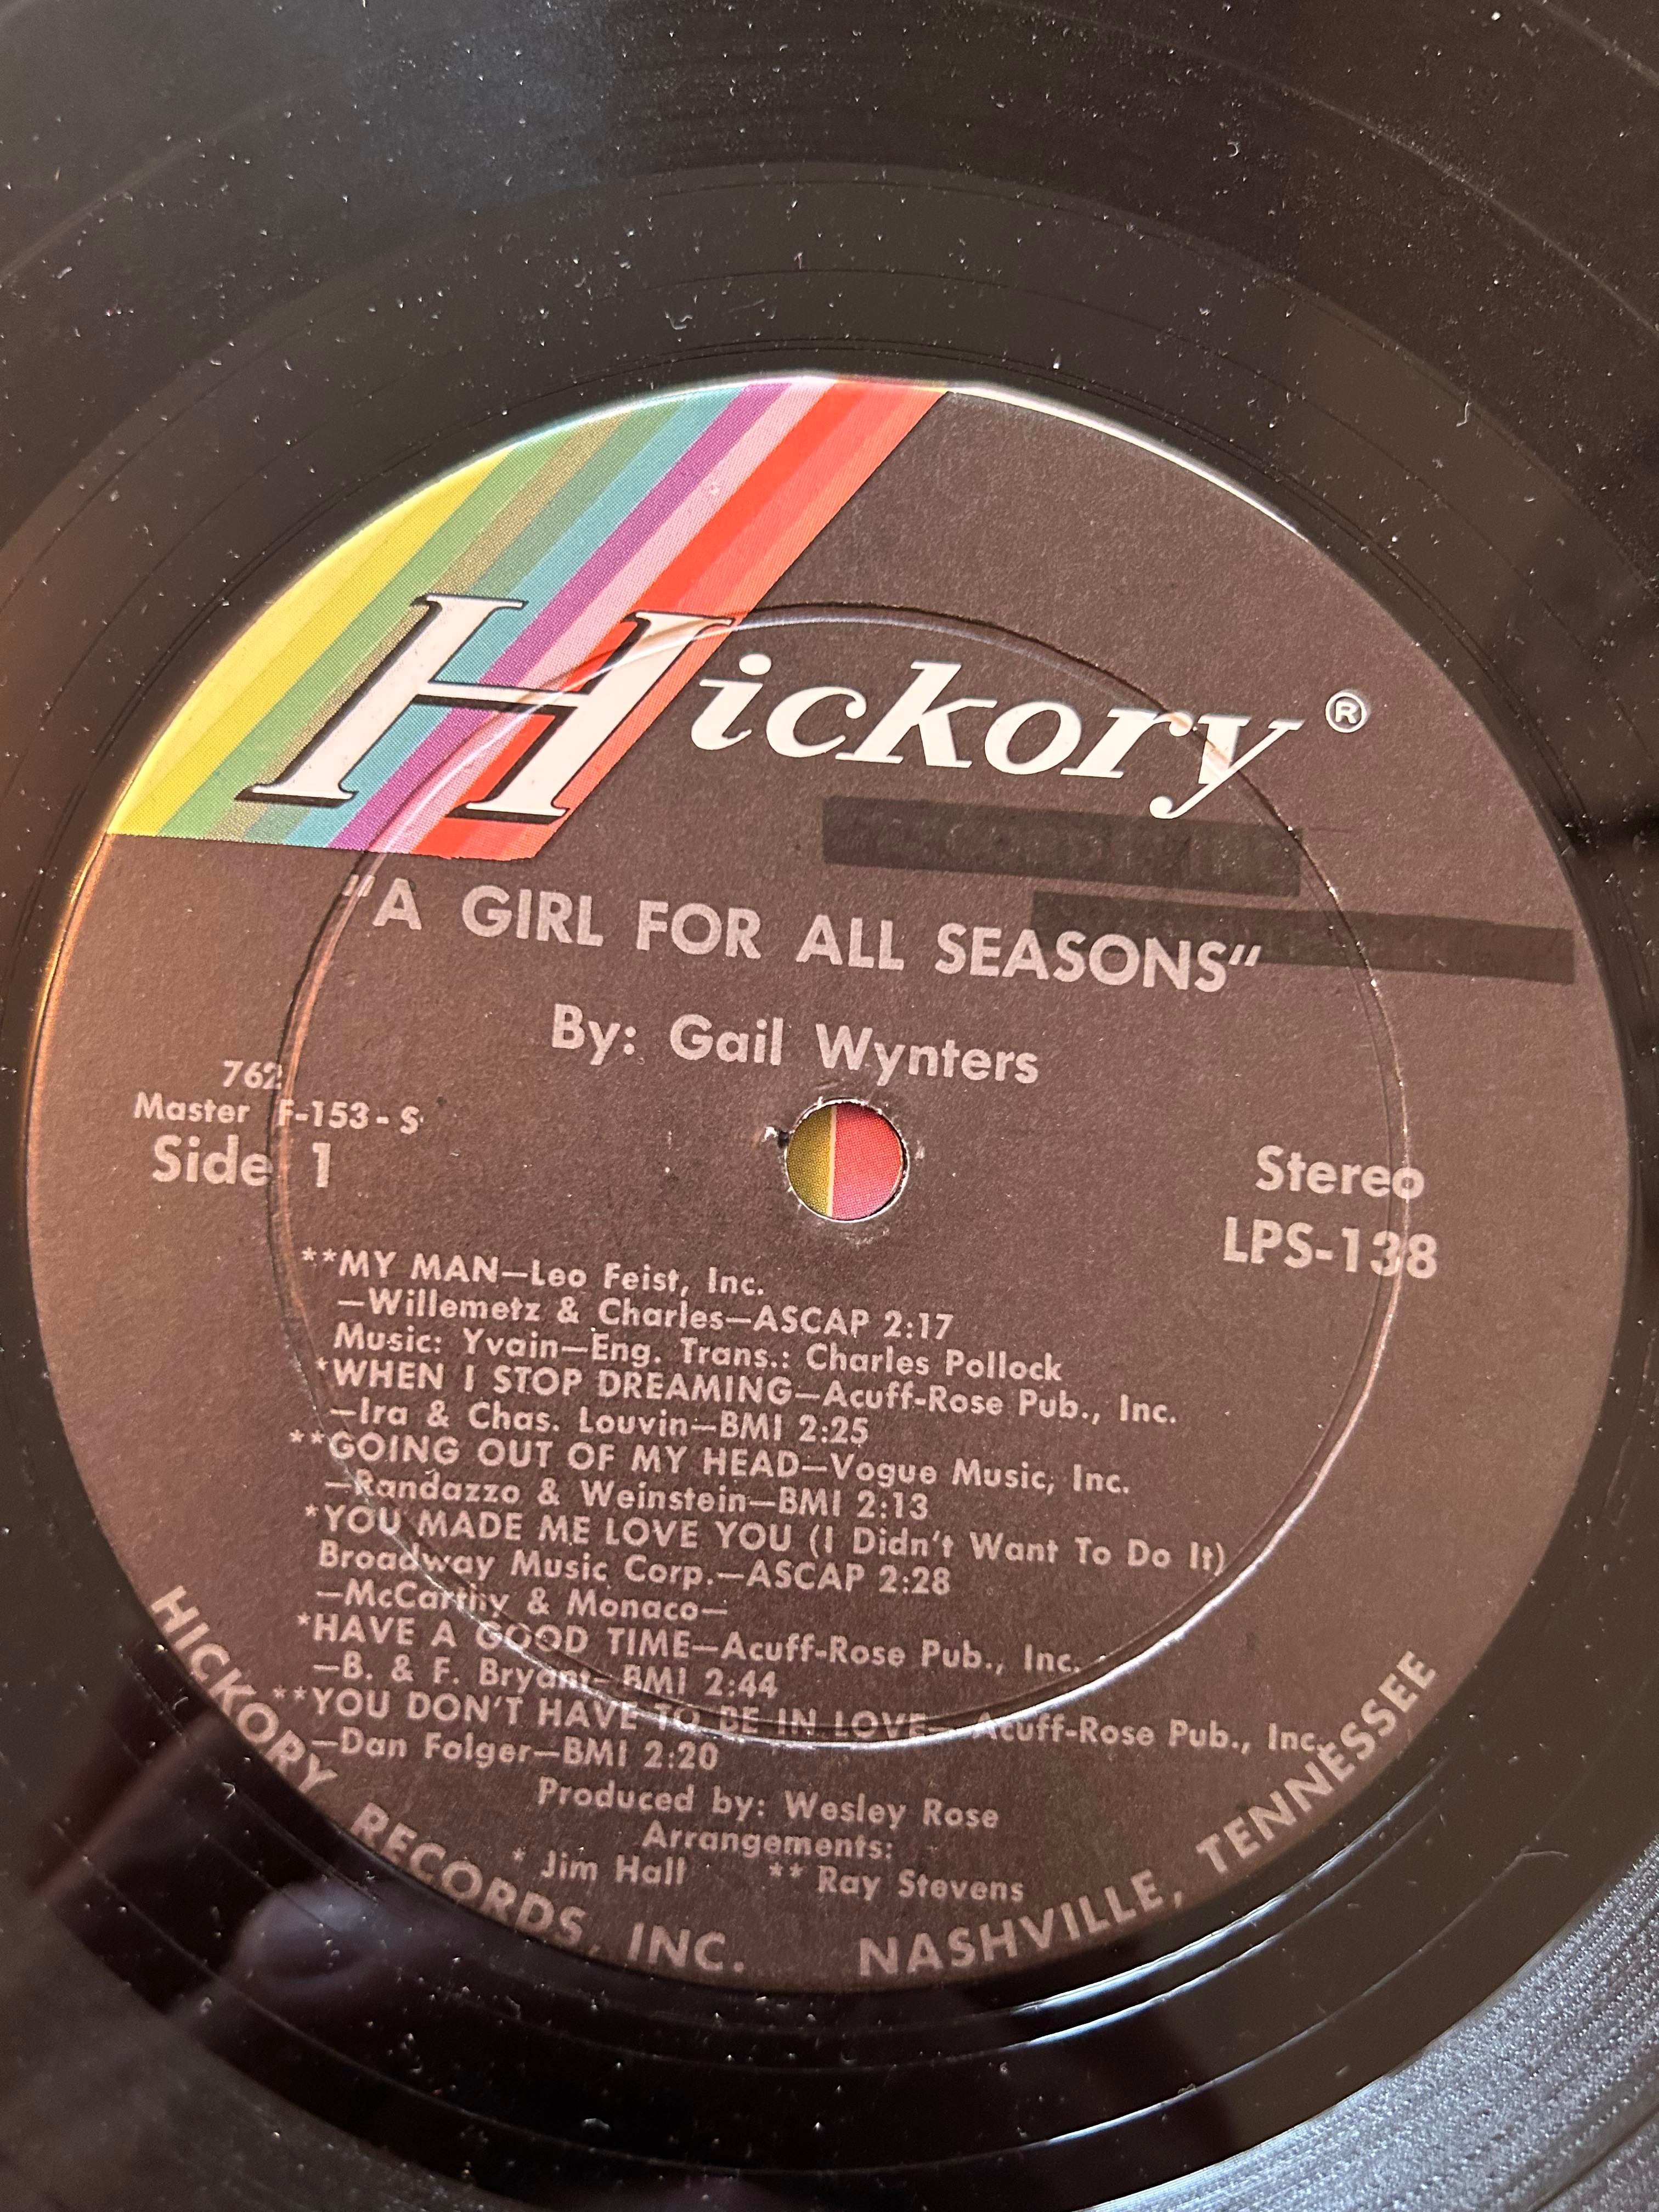 Hickory ®
"A GIRL FOR ALL SEASONS"
By: Gail Wynters
762
Master F-153-S
Side 1
Stereo
LPS-138
**MY MAN—Leo Feist, Inc.
—Willemetz & Charles—ASCAP 2:17
Music: Yvain—Eng. Trans.: Charles Pollock
*WHEN I STOP DREAMING—Acuff-Rose Pub., Inc.
—Ira & Chas. Louvin—BMI 2:25
**GOING OUT OF MY HEAD—Vogue Music, Inc.
—Randazzo & Weinstein—BMI 2:13
*YOU MADE ME LOVE YOU (I Didn't Want To Do It)
Broadway Music Corp.—ASCAP 2:28
—McCarthy & Monaco—
*HAVE A GOOD TIME—Acuff-Rose Pub., Inc.
—B. & F. Bryant—BMI 2:44
**YOU DON'T HAVE TO BE IN LOVE—Acuff-Rose Pub., Inc.
—Dan Folger—BMI 2:20
Produced by: Wesley Rose
Arrangements:
* Jim Hall ** Ray Stevens
HICKORY RECORDS, INC. NASHVILLE, TENNESSEE